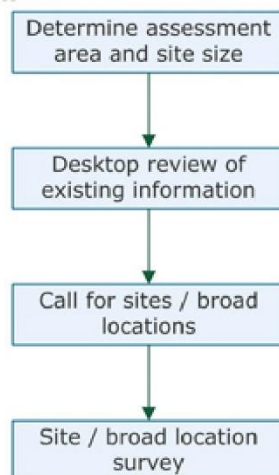 Determine assessment
area and site size
Desktop review of
existing information
Call for sites / broad
locations
Site / broad location
survey